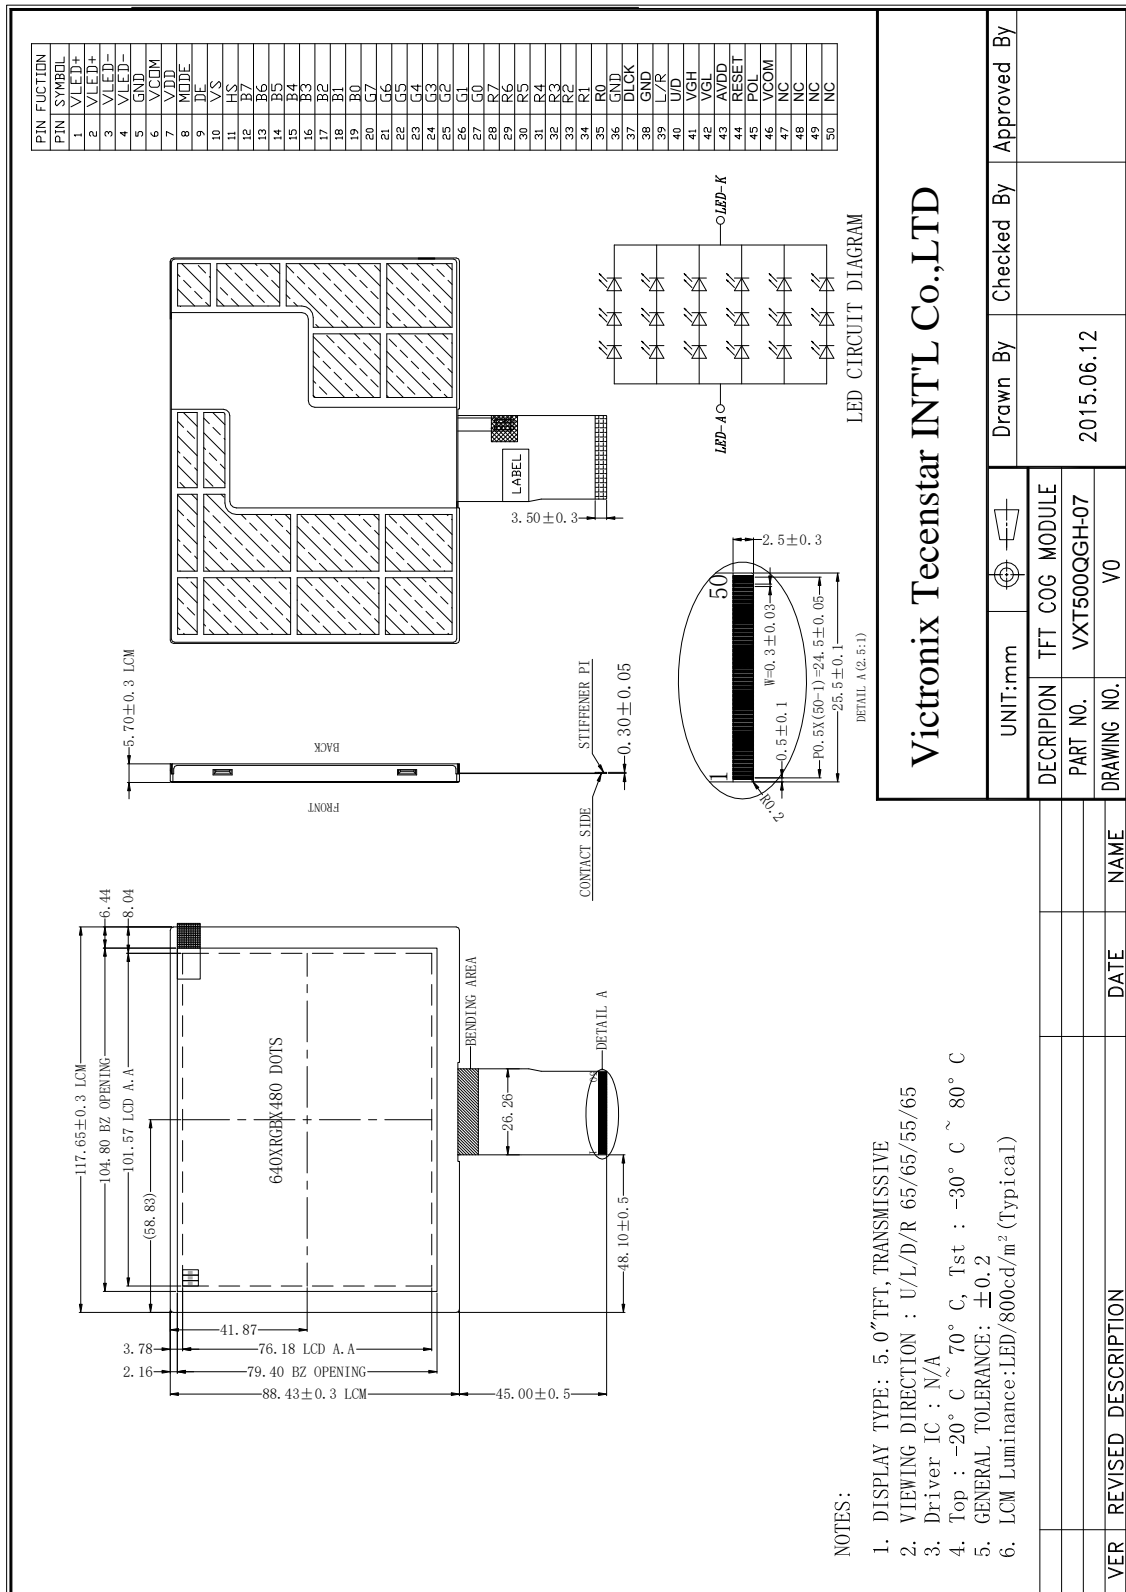 PIN FUCTION
PIN SYMBOL
1 VLED+
2 VLED+
3 VLED-
4 VLED-
5 GND
6 VCOM
7 VDD
8 MODE
9 DE
10 VS
11 HS
12 B7
13 B6
14 B5
15 B4
16 B3
17 B2
18 B1
19 B0
20 G7
21 G6
22 G5
23 G4
24 G3
25 G2
26 G1
27 G0
28 R7
29 R6
30 R5
31 R4
32 R3
33 R2
34 R1
35 R0
36 GND
37 DLCK
38 GND
39 L/R
40 U/D
41 VGH
42 VGL
43 AVDD
44 RESET
45 POL
46 VCOM
47 NC
48 NC
49 NC
50 NC
117.65±0.3 LCM
104.80 BZ OPENING
101.57 LCD A.A
(58.83)
6.44
8.04
3.78
2.16
41.87
76.18 LCD A.A
79.40 BZ OPENING
88.43±0.3 LCM
45.00±0.5
640XRGBX480 DOTS
BENDING AREA
26.26
DETAIL A
1
50
48.10±0.5
5.70±0.3 LCM
FRONT
BACK
CONTACT SIDE
STIFFENER PI
0.30±0.05
LABEL
3.50±0.3
LED-A
LED-K
LED CIRCUIT DIAGRAM
1
50
2.5±0.3
W=0.3±0.03
0.5±0.1
P0.5X(50-1)=24.5±0.05
25.5±0.1
R0.2
DETAIL A(2.5:1)
NOTES:
1. DISPLAY TYPE: 5.0"TFT,TRANSMISSIVE
2. VIEWING DIRECTION : U/L/D/R 65/65/55/65
3. Driver IC : N/A
4. Top : -20° C ~ 70° C, Tst : -30° C ~ 80° C
5. GENERAL TOLERANCE: ±0.2
6. LCM Luminance:LED/800cd/m² (Typical)
Victronix Tecenstar INT'L Co.,LTD
UNIT:mm
Drawn By
Checked By
Approved By
DECRIPION TFT COG MODULE
PART NO. VXT500QGH-07
2015.06.12
DRAWING NO. V0
VER REVISED DESCRIPTION DATE NAME